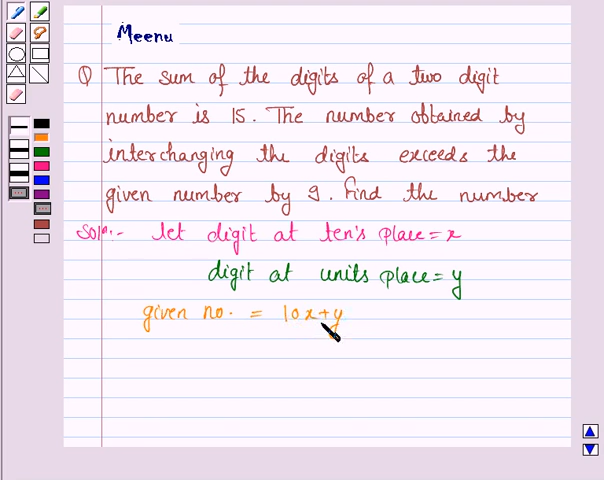 Meenu
Q The sum of the digits of a two digit
number is 15. The number obtained by
interchanging the digits exceeds the
given number by 9. Find the number
Solⁿ:- let digit at ten's place = x
digit at units place = y
given no. = 10x+y